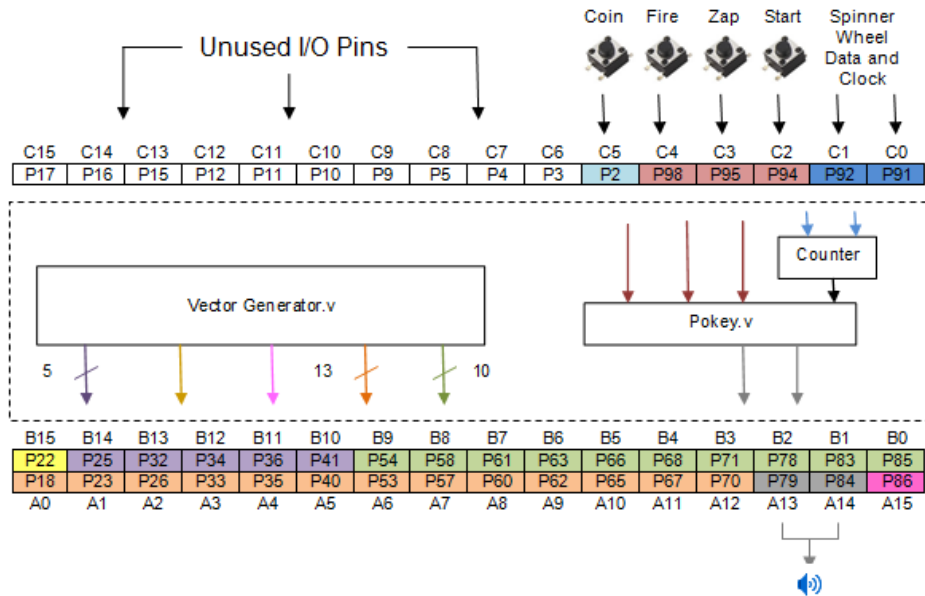 Coin Fire Zap Start Spinner
Wheel
Data and
Clock
Unused I/O Pins
C15 C14 C13 C12 C11 C10 C9 C8 C7 C6 C5 C4 C3 C2 C1 C0
P17 P16 P15 P12 P11 P10 P9 P5 P4 P3 P2 P98 P95 P94 P92 P91
Counter
Vector Generator.v
Pokey.v
5 13 10
B15 B14 B13 B12 B11 B10 B9 B8 B7 B6 B5 B4 B3 B2 B1 B0
P22 P25 P32 P34 P36 P41 P54 P58 P61 P63 P66 P68 P71 P78 P83 P85
P18 P23 P26 P33 P35 P40 P53 P57 P60 P62 P65 P67 P70 P79 P84 P86
A0 A1 A2 A3 A4 A5 A6 A7 A8 A9 A10 A11 A12 A13 A14 A15